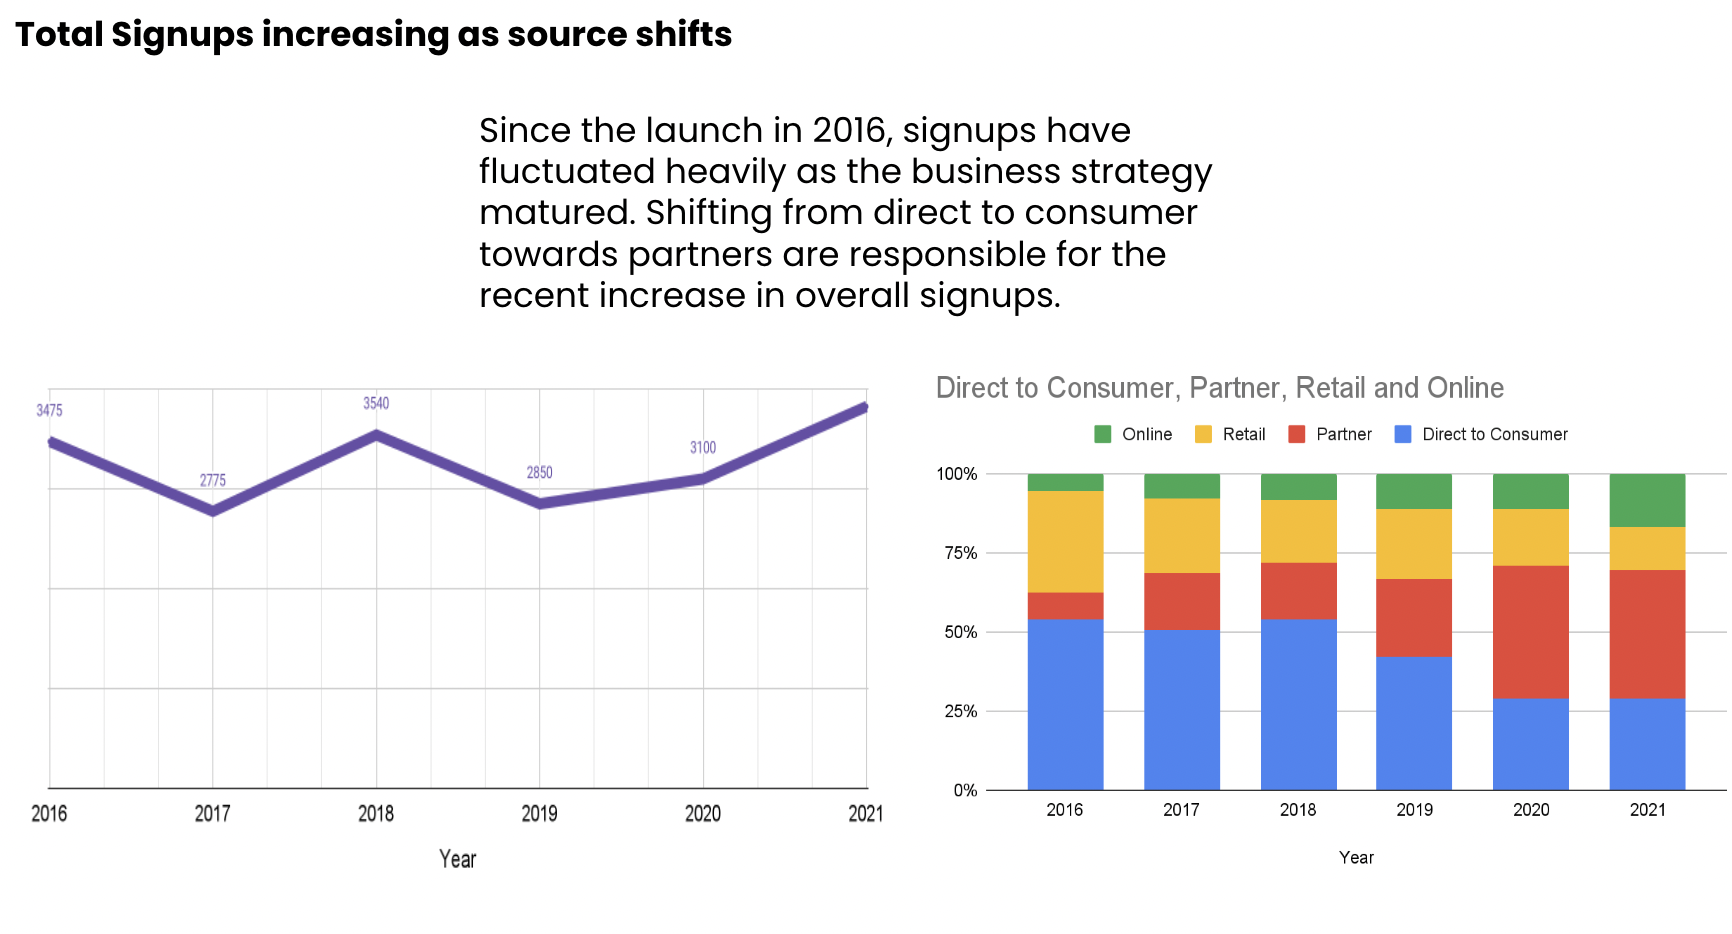 Total Signups increasing as source shifts
Since the launch in 2016, signups have
fluctuated heavily as the business strategy
matured. Shifting from direct to consumer
towards partners are responsible for the
recent increase in overall signups.
3475
2775
3540
2850
3100
2016 2017 2018 2019 2020 2021
Year
Direct to Consumer, Partner, Retail and Online
Online Retail Partner Direct to Consumer
100%
75%
50%
25%
0%
2016 2017 2018 2019 2020 2021
Year